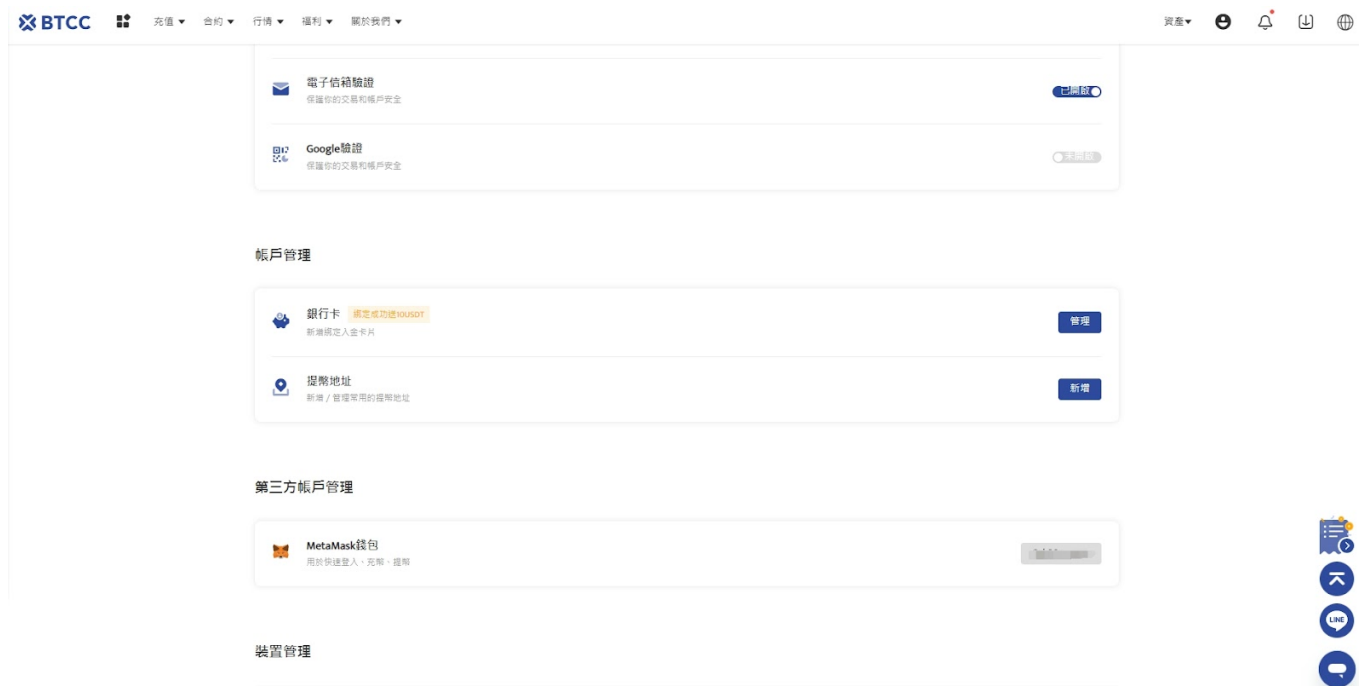 BTCC
充值
合約
行情
福利
關於我們
資產
電子信箱驗證
保護你的交易和帳戶安全
已開啟
Google驗證
保護你的交易和帳戶安全
未開啟
帳戶管理
銀行卡
綁定成功送10USDT
新增綁定入金卡片
管理
提幣地址
新增 / 管理常用的提幣地址
新增
第三方帳戶管理
MetaMask錢包
用於快速登入、充幣、提幣
LINE
裝置管理